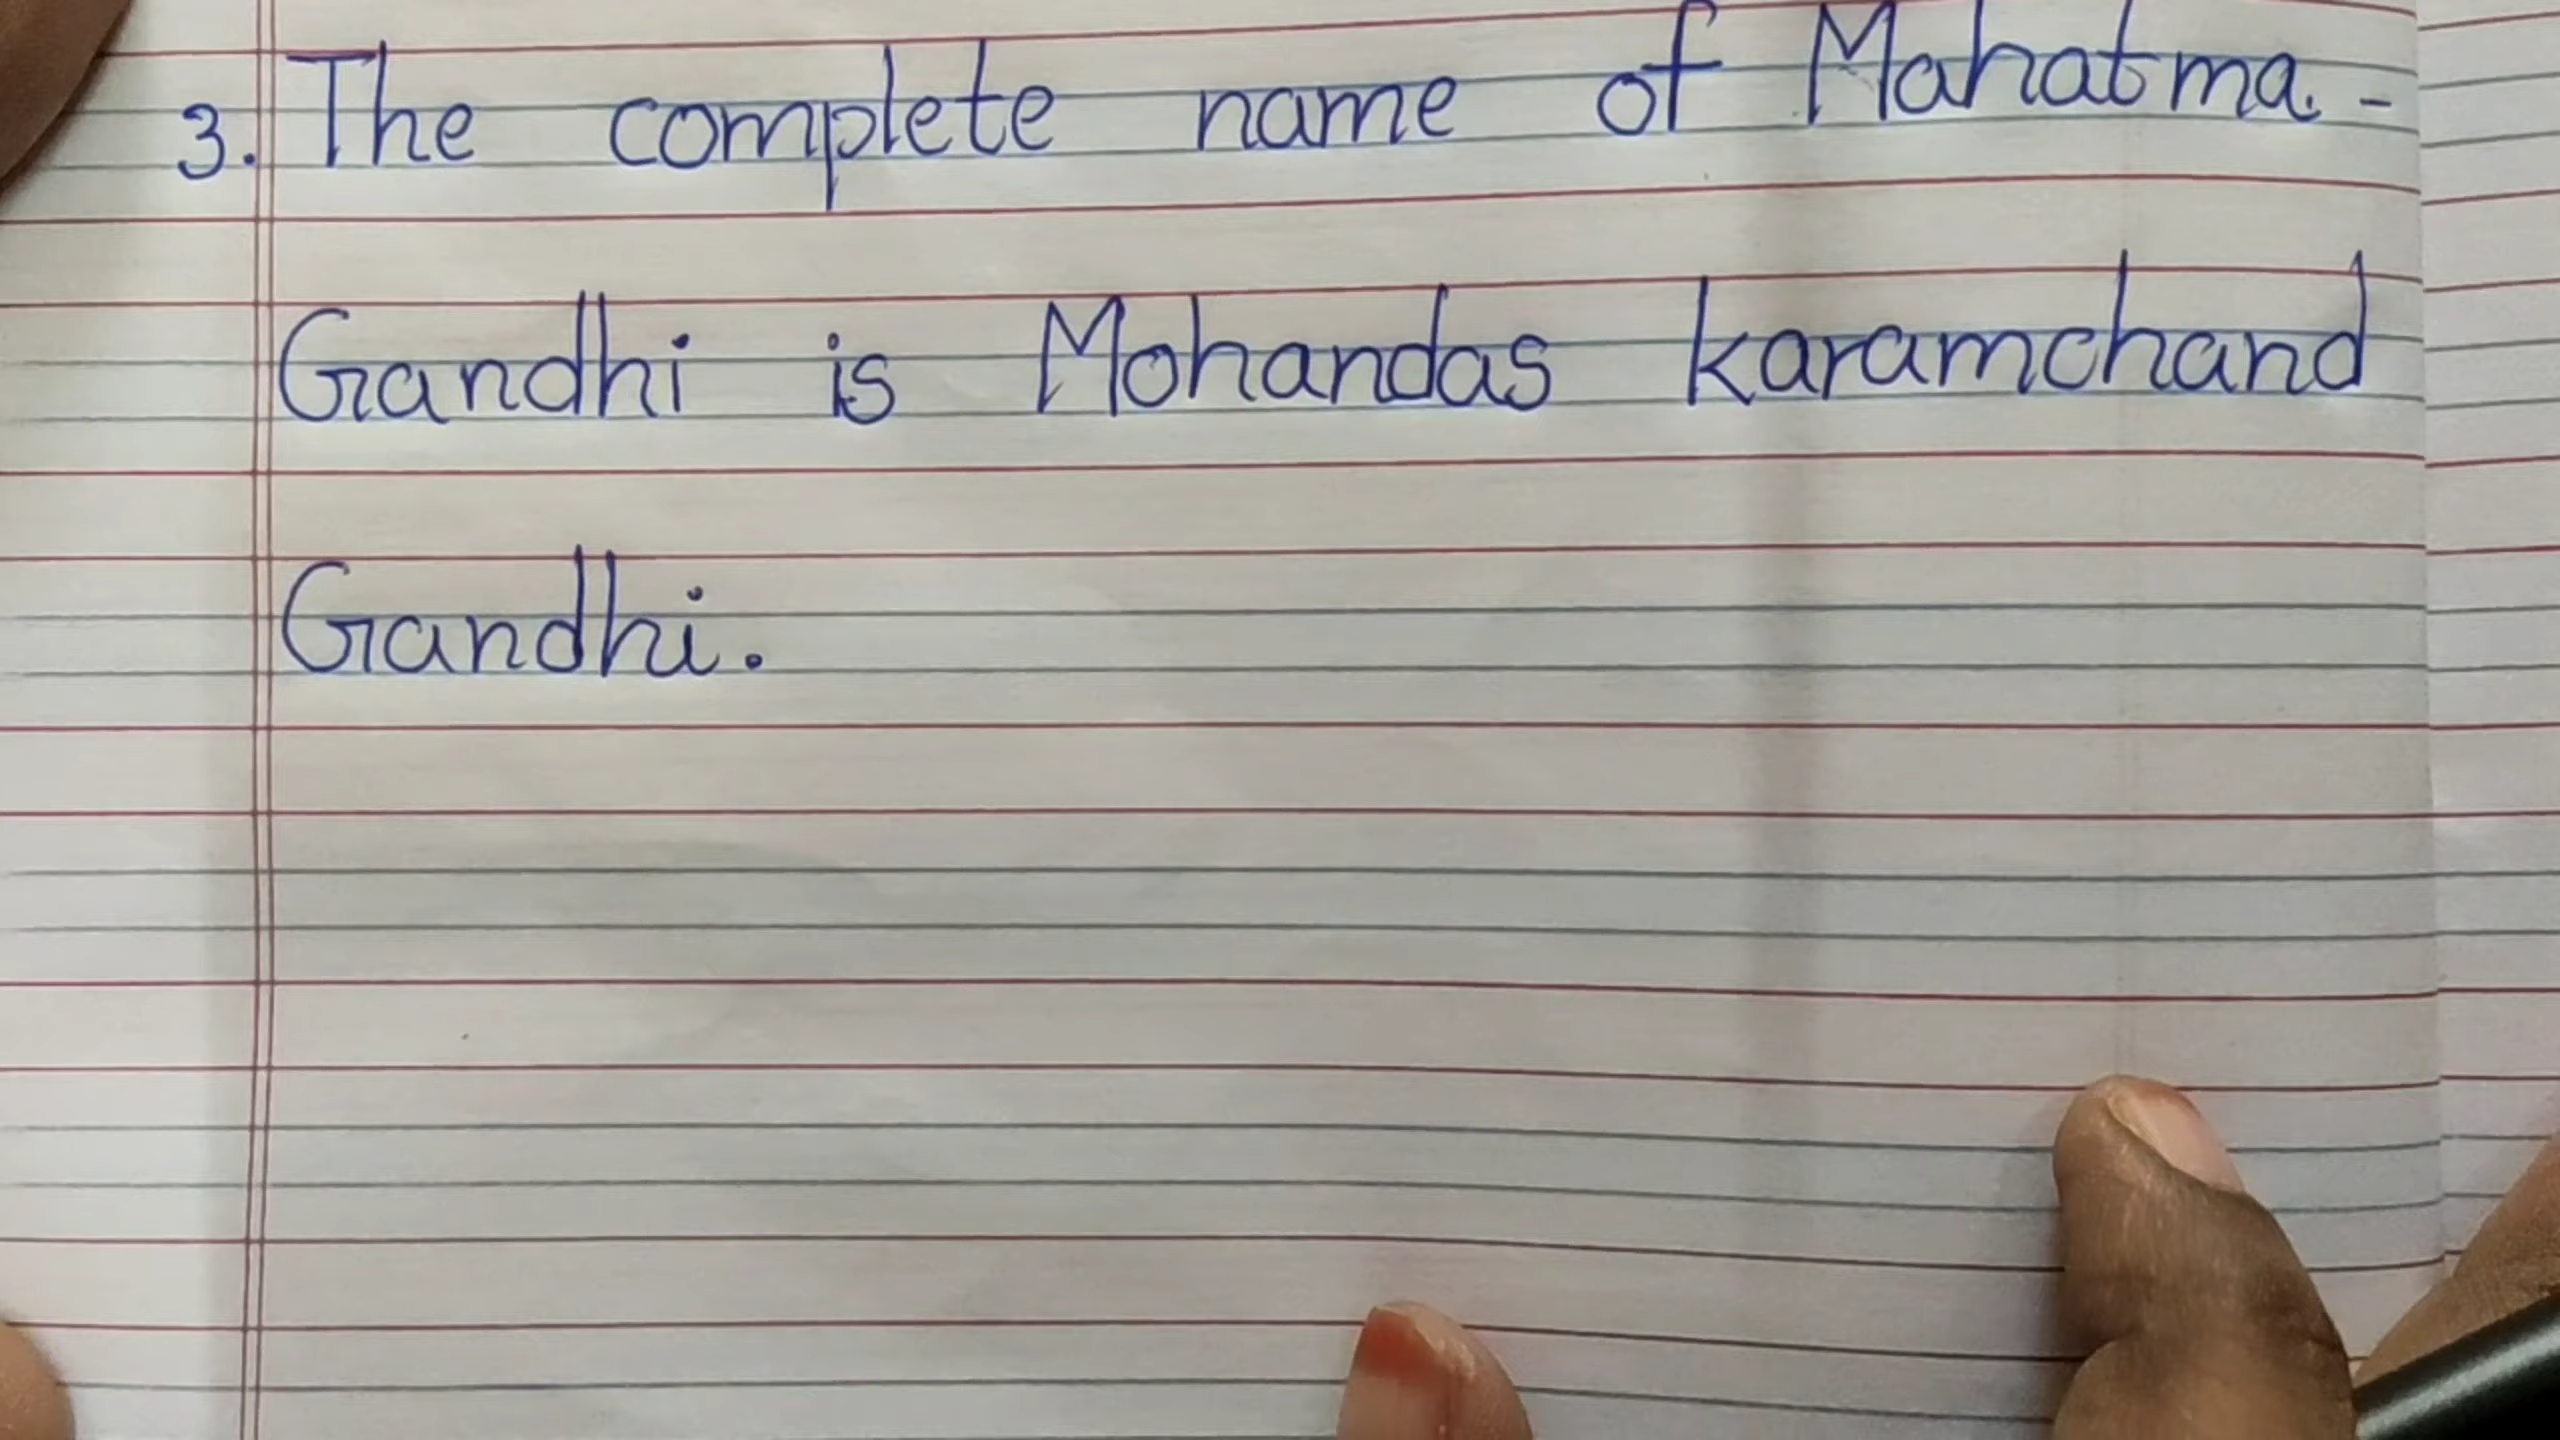 3. The complete name of Mahatma. -
Gandhi is Mohandas karamchand
Gandhi.